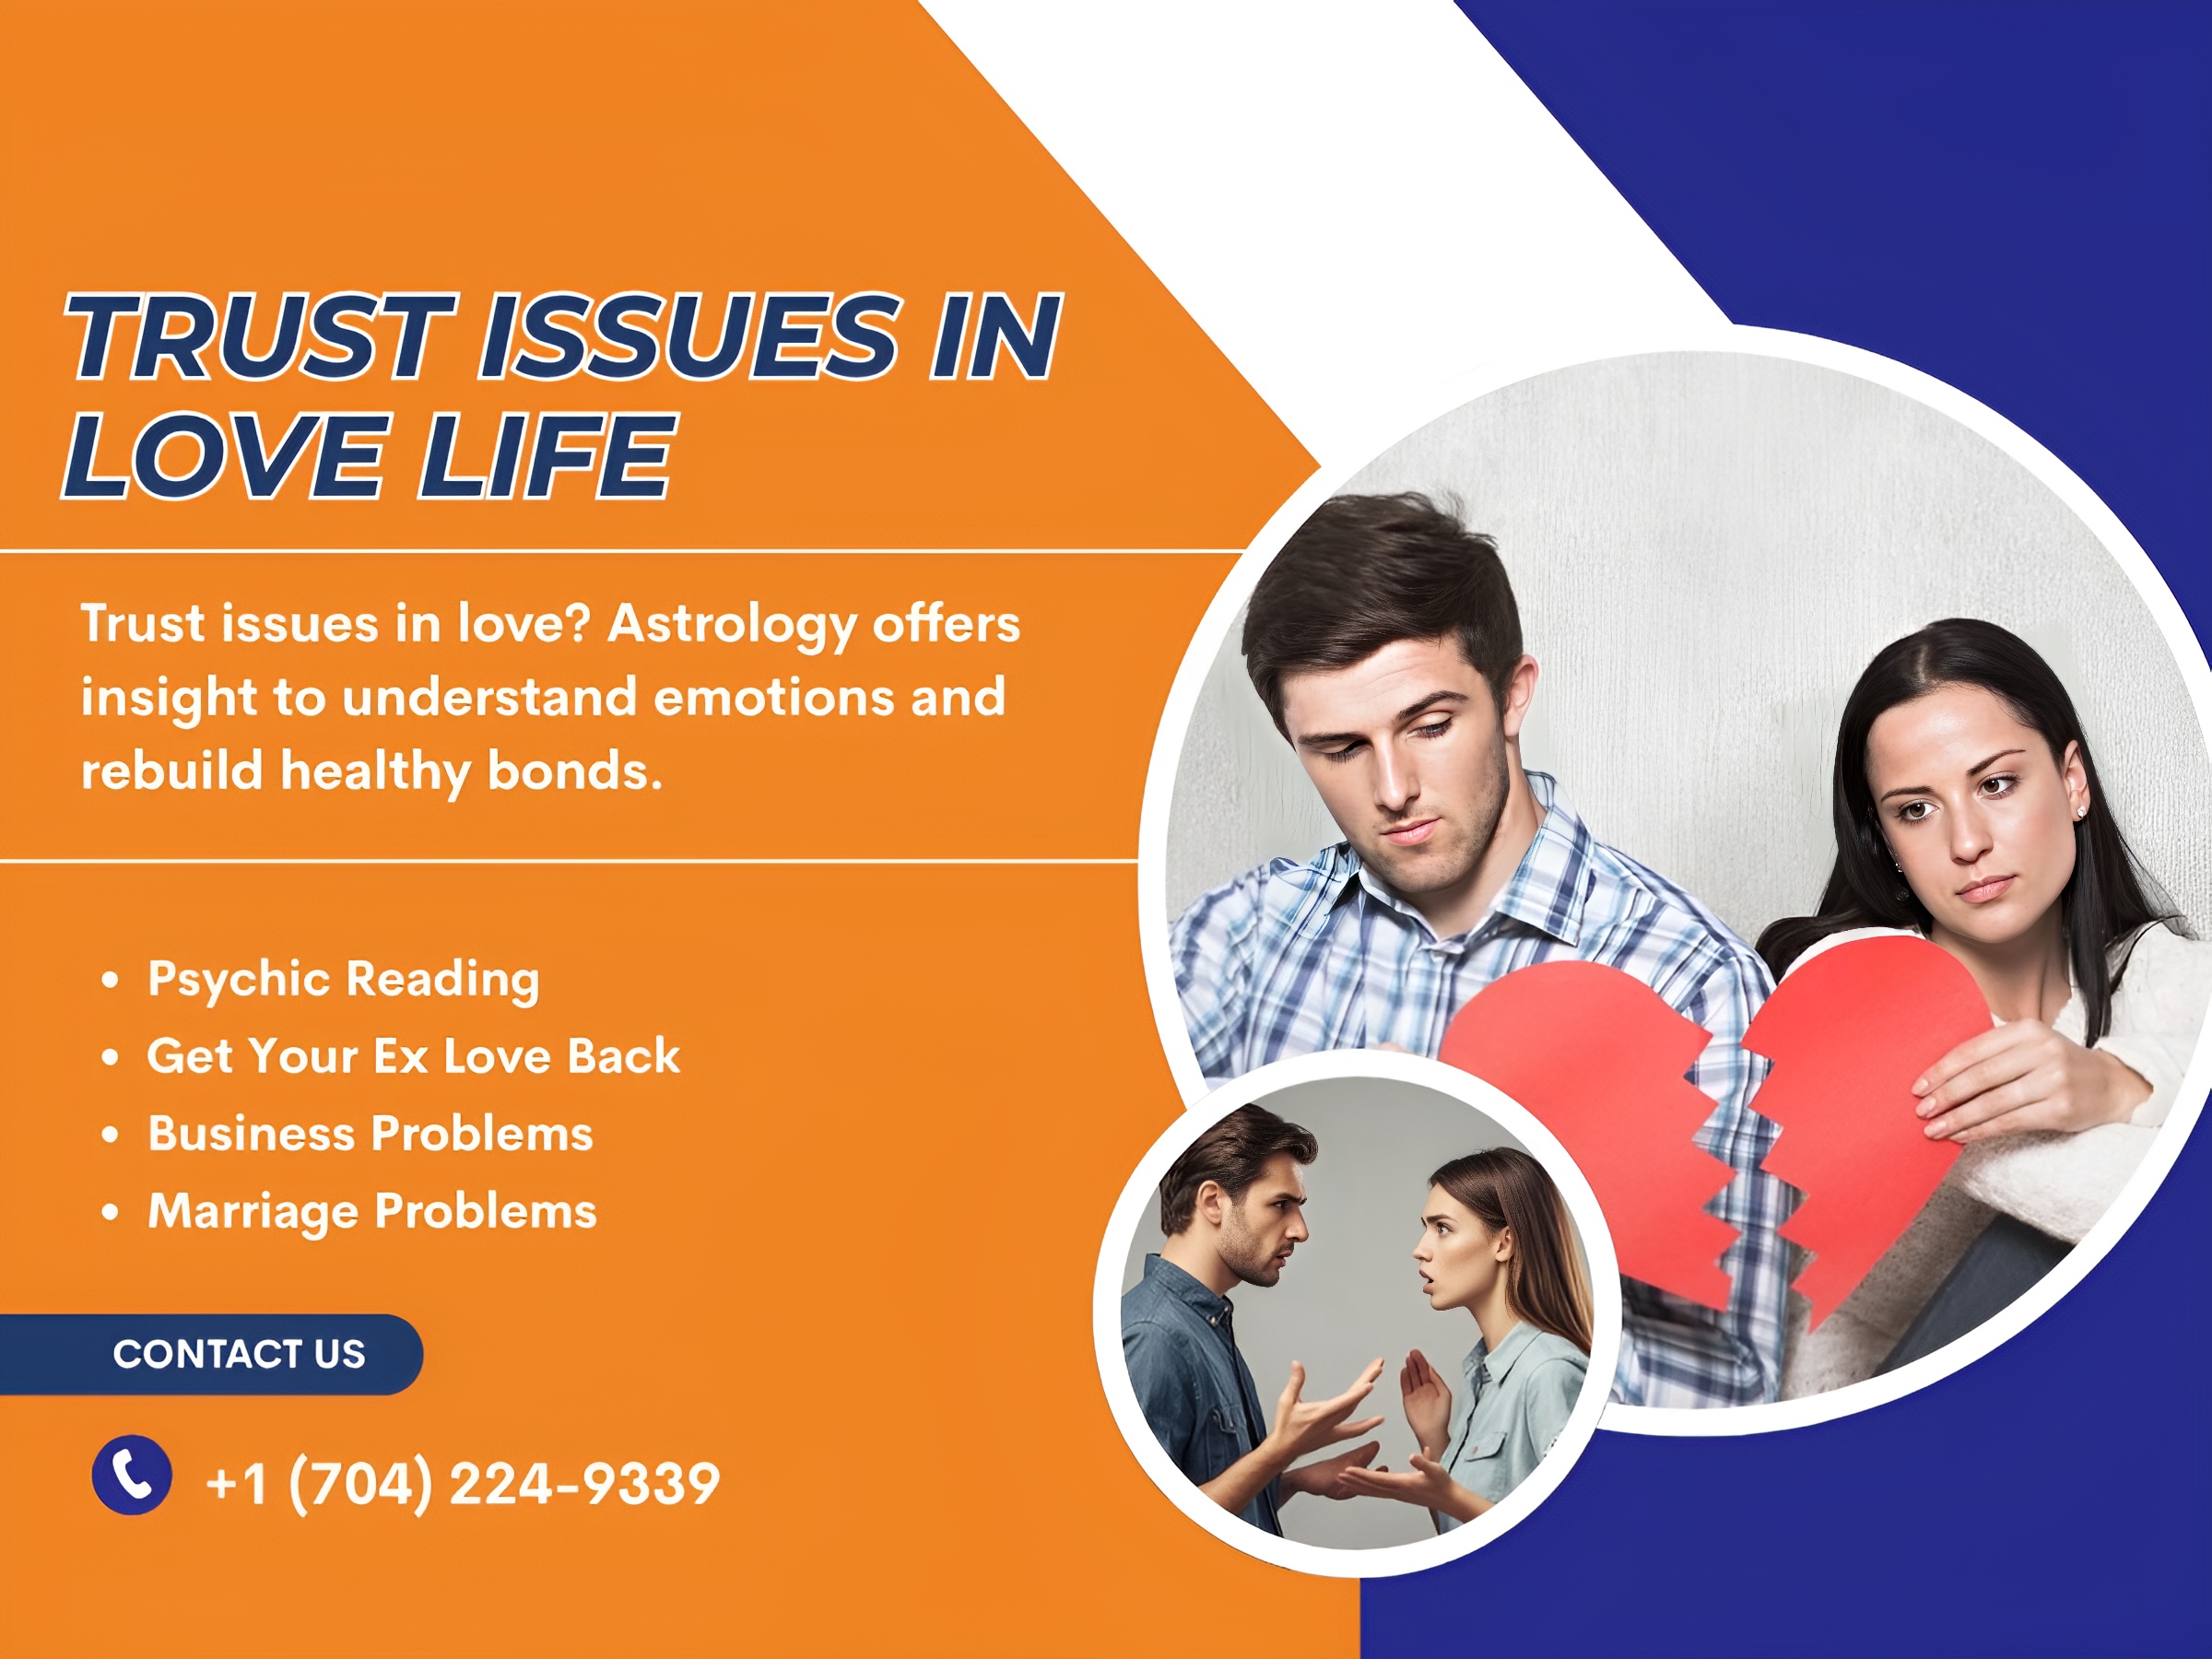 TRUST ISSUES IN
LOVE LIFE
Trust issues in love? Astrology offers
insight to understand emotions and
rebuild healthy bonds.
• Psychic Reading
• Get Your Ex Love Back
• Business Problems
• Marriage Problems
CONTACT US
+1 (704) 224-9339